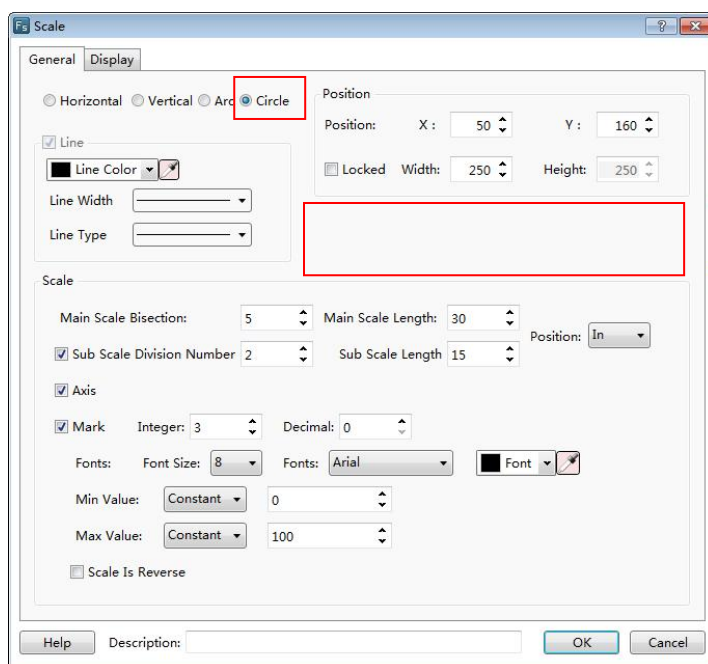 Fs Scale
General Display
Horizontal Vertical Arc Circle
Position
Position: X : 50 Y : 160
Locked Width: 250 Height: 250
Line
Line Color
Line Width
Line Type
Scale
Main Scale Bisection: 5 Main Scale Length: 30
Position: In
Sub Scale Division Number 2 Sub Scale Length 15
Axis
Mark Integer: 3 Decimal: 0
Fonts: Font Size: 8 Fonts: Arial Font
Min Value: Constant 0
Max Value: Constant 100
Scale Is Reverse
Help Description: OK Cancel